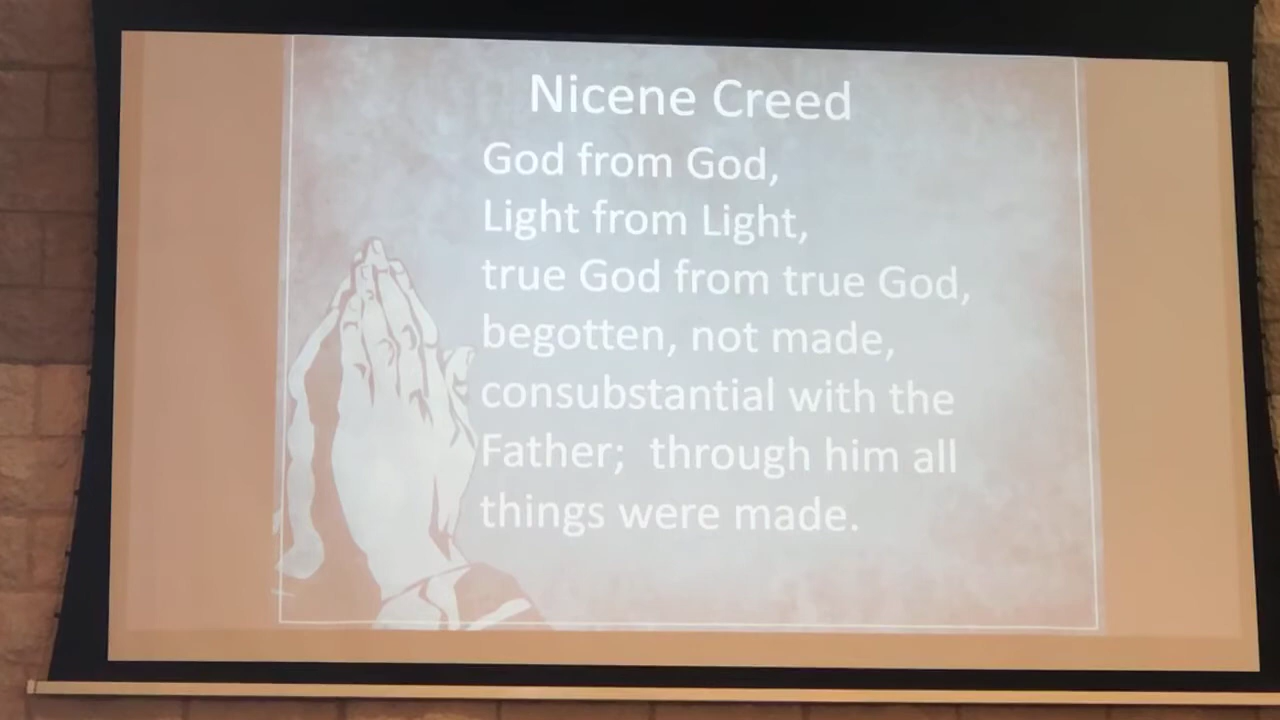 Nicene Creed
God from God,
Light from Light,
true God from true God,
begotten, not made,
consubstantial with the
Father;  through him all
things were made.